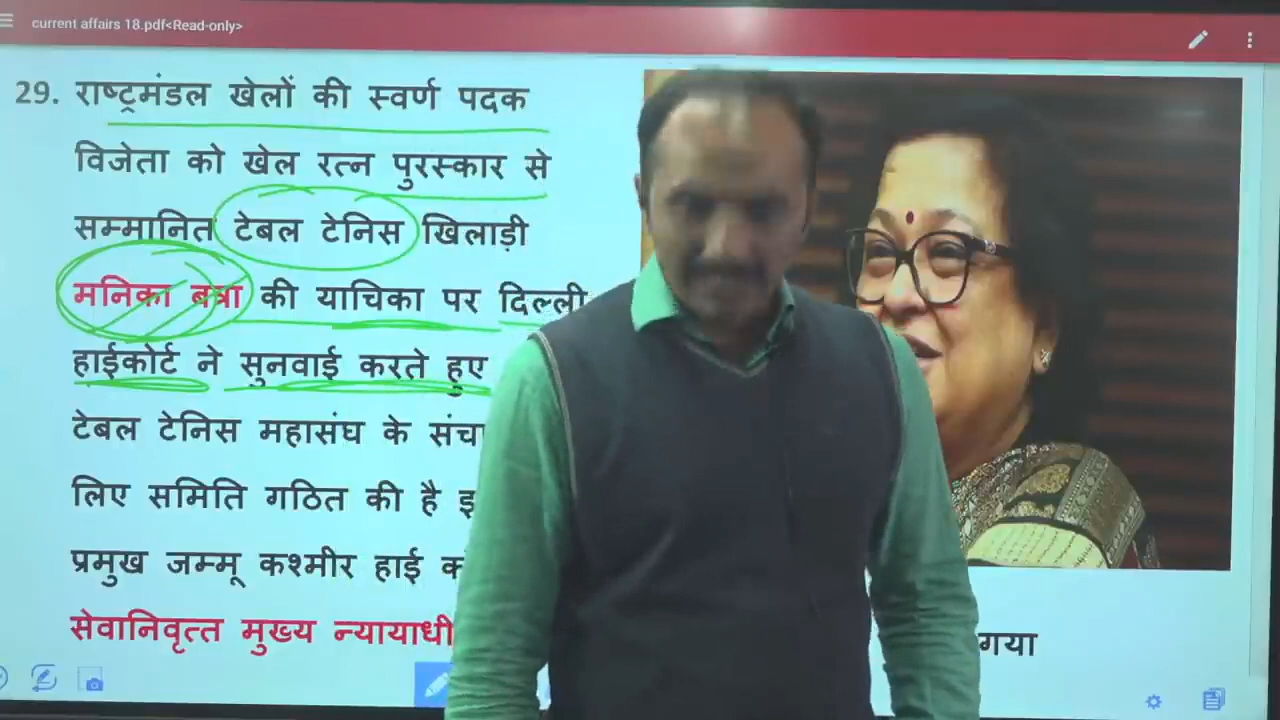 current affairs 18.pdf<Read-only>
29. राष्ट्रमंडल खेलों की स्वर्ण पदक
विजेता को खेल रत्न पुरस्कार से
सम्मानित टेबल टेनिस खिलाड़ी
मनिका बत्रा की याचिका पर दिल्ली
हाईकोर्ट ने सुनवाई करते हुए
टेबल टेनिस महासंघ के
लिए समिति गठित की है
प्रमुख जम्मू कश्मीर हाई
सेवानिवृत्त मुख्य
गया